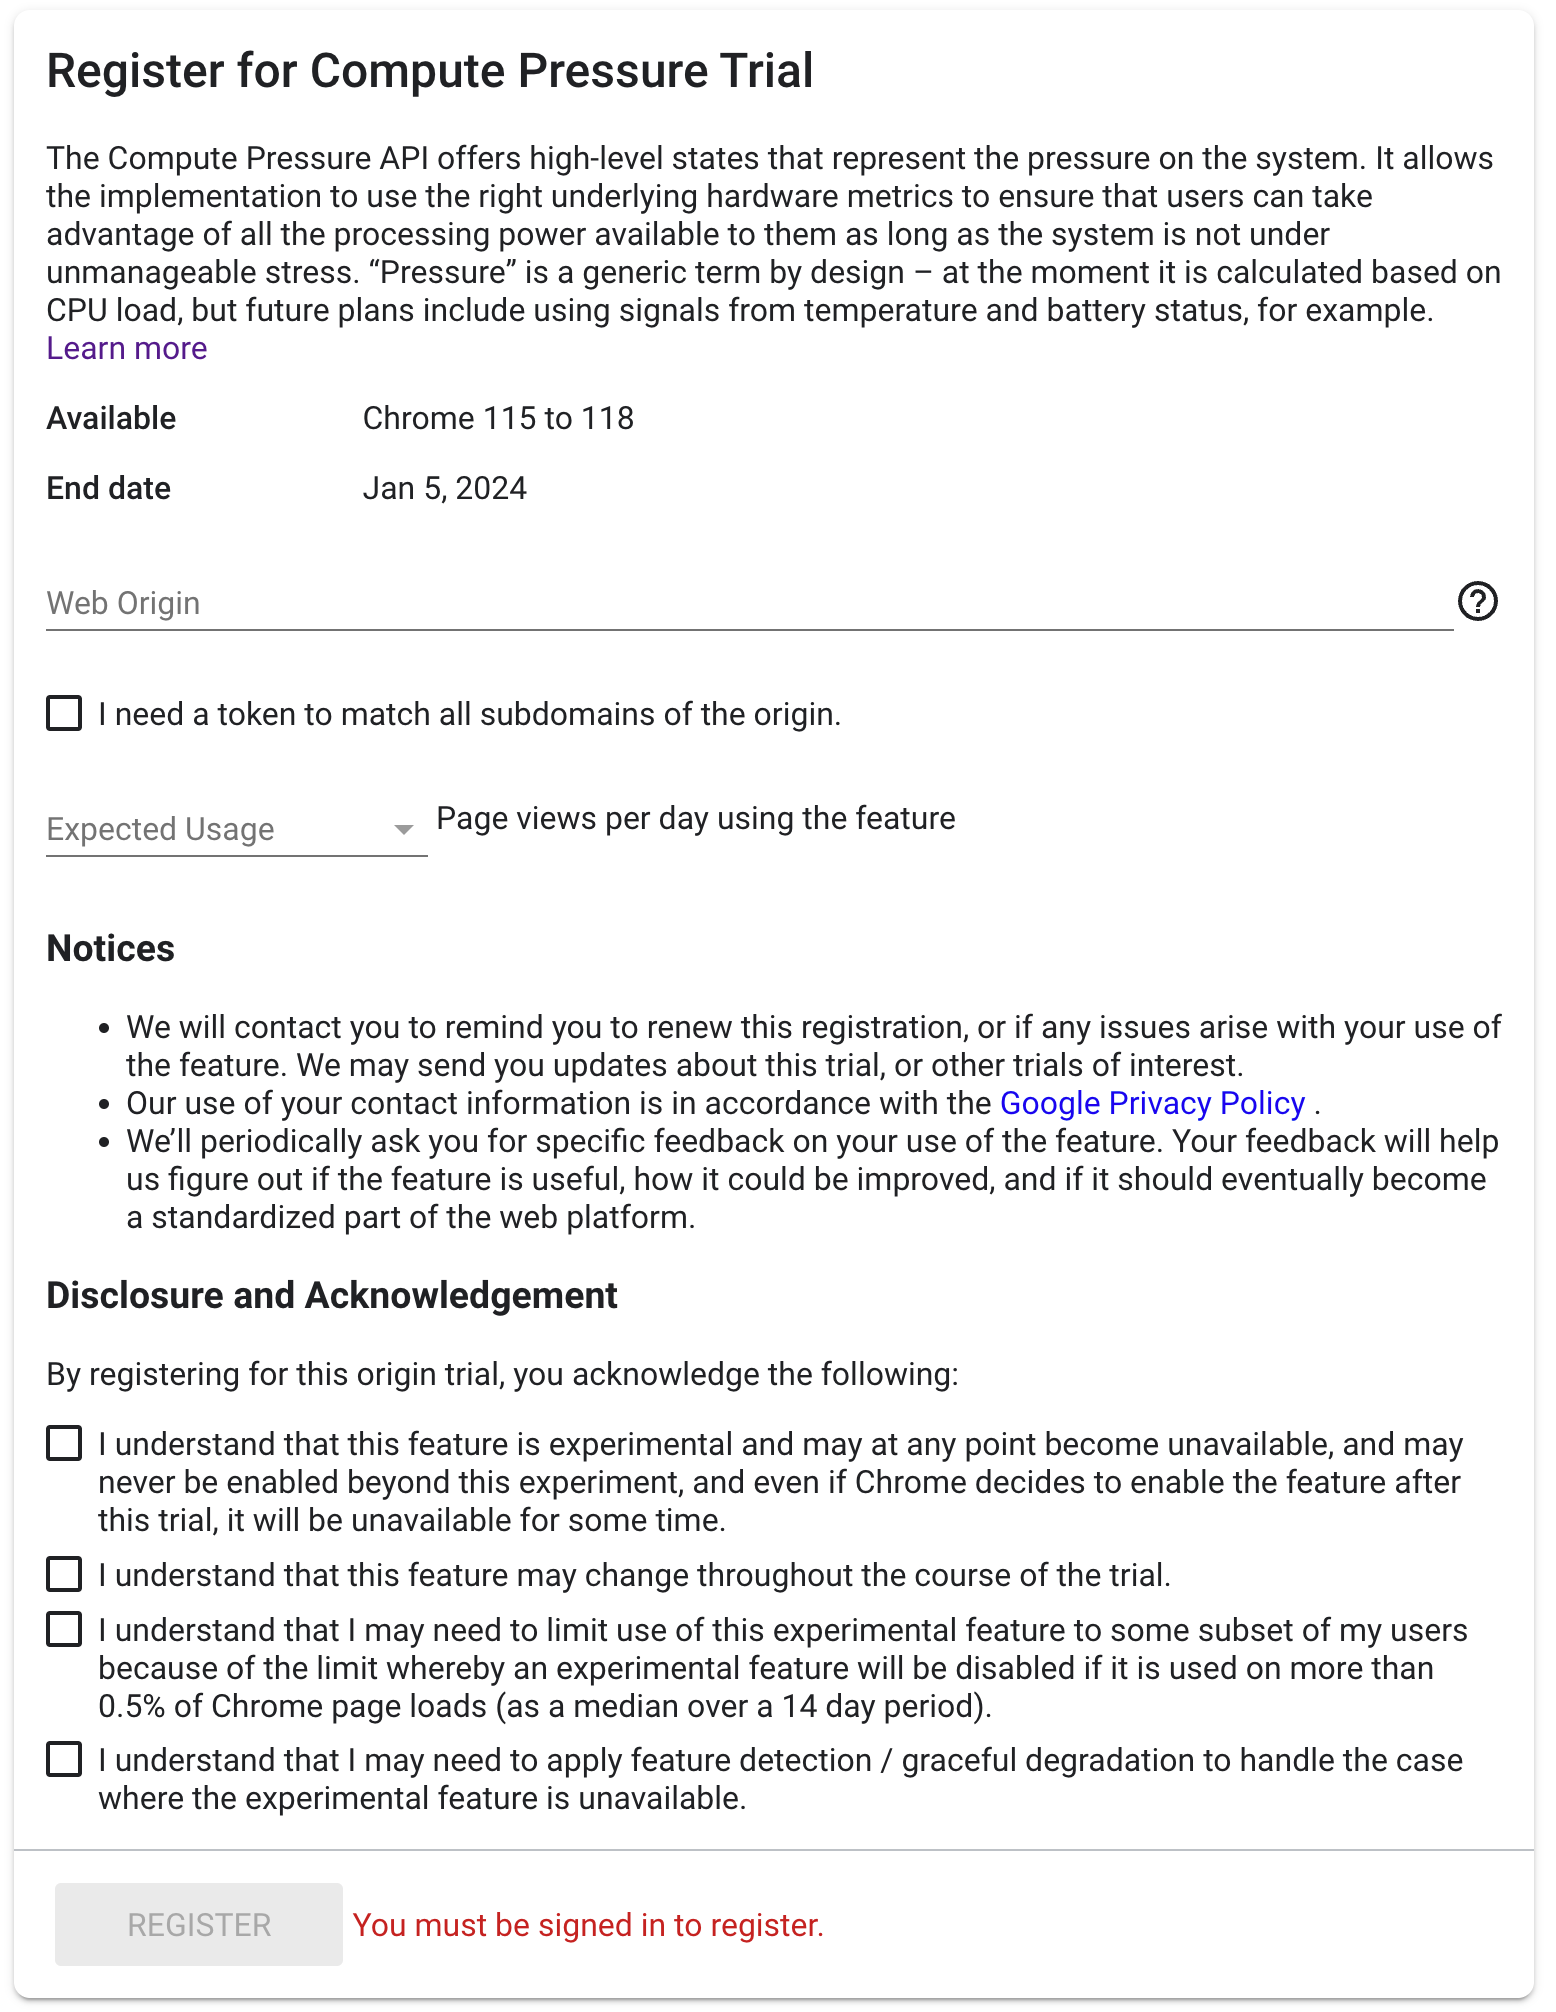 Register for Compute Pressure Trial
The Compute Pressure API offers high-level states that represent the pressure on the system. It allows
the implementation to use the right underlying hardware metrics to ensure that users can take
advantage of all the processing power available to them as long as the system is not under
unmanageable stress. “Pressure” is a generic term by design – at the moment it is calculated based on
CPU load, but future plans include using signals from temperature and battery status, for example.
Learn more
Available Chrome 115 to 118
End date Jan 5, 2024
Web Origin
I need a token to match all subdomains of the origin.
Expected Usage Page views per day using the feature
Notices
• We will contact you to remind you to renew this registration, or if any issues arise with your use of
the feature. We may send you updates about this trial, or other trials of interest.
• Our use of your contact information is in accordance with the Google Privacy Policy .
• We’ll periodically ask you for specific feedback on your use of the feature. Your feedback will help
us figure out if the feature is useful, how it could be improved, and if it should eventually become
a standardized part of the web platform.
Disclosure and Acknowledgement
By registering for this origin trial, you acknowledge the following:
I understand that this feature is experimental and may at any point become unavailable, and may
never be enabled beyond this experiment, and even if Chrome decides to enable the feature after
this trial, it will be unavailable for some time.
I understand that this feature may change throughout the course of the trial.
I understand that I may need to limit use of this experimental feature to some subset of my users
because of the limit whereby an experimental feature will be disabled if it is used on more than
0.5% of Chrome page loads (as a median over a 14 day period).
I understand that I may need to apply feature detection / graceful degradation to handle the case
where the experimental feature is unavailable.
REGISTER You must be signed in to register.